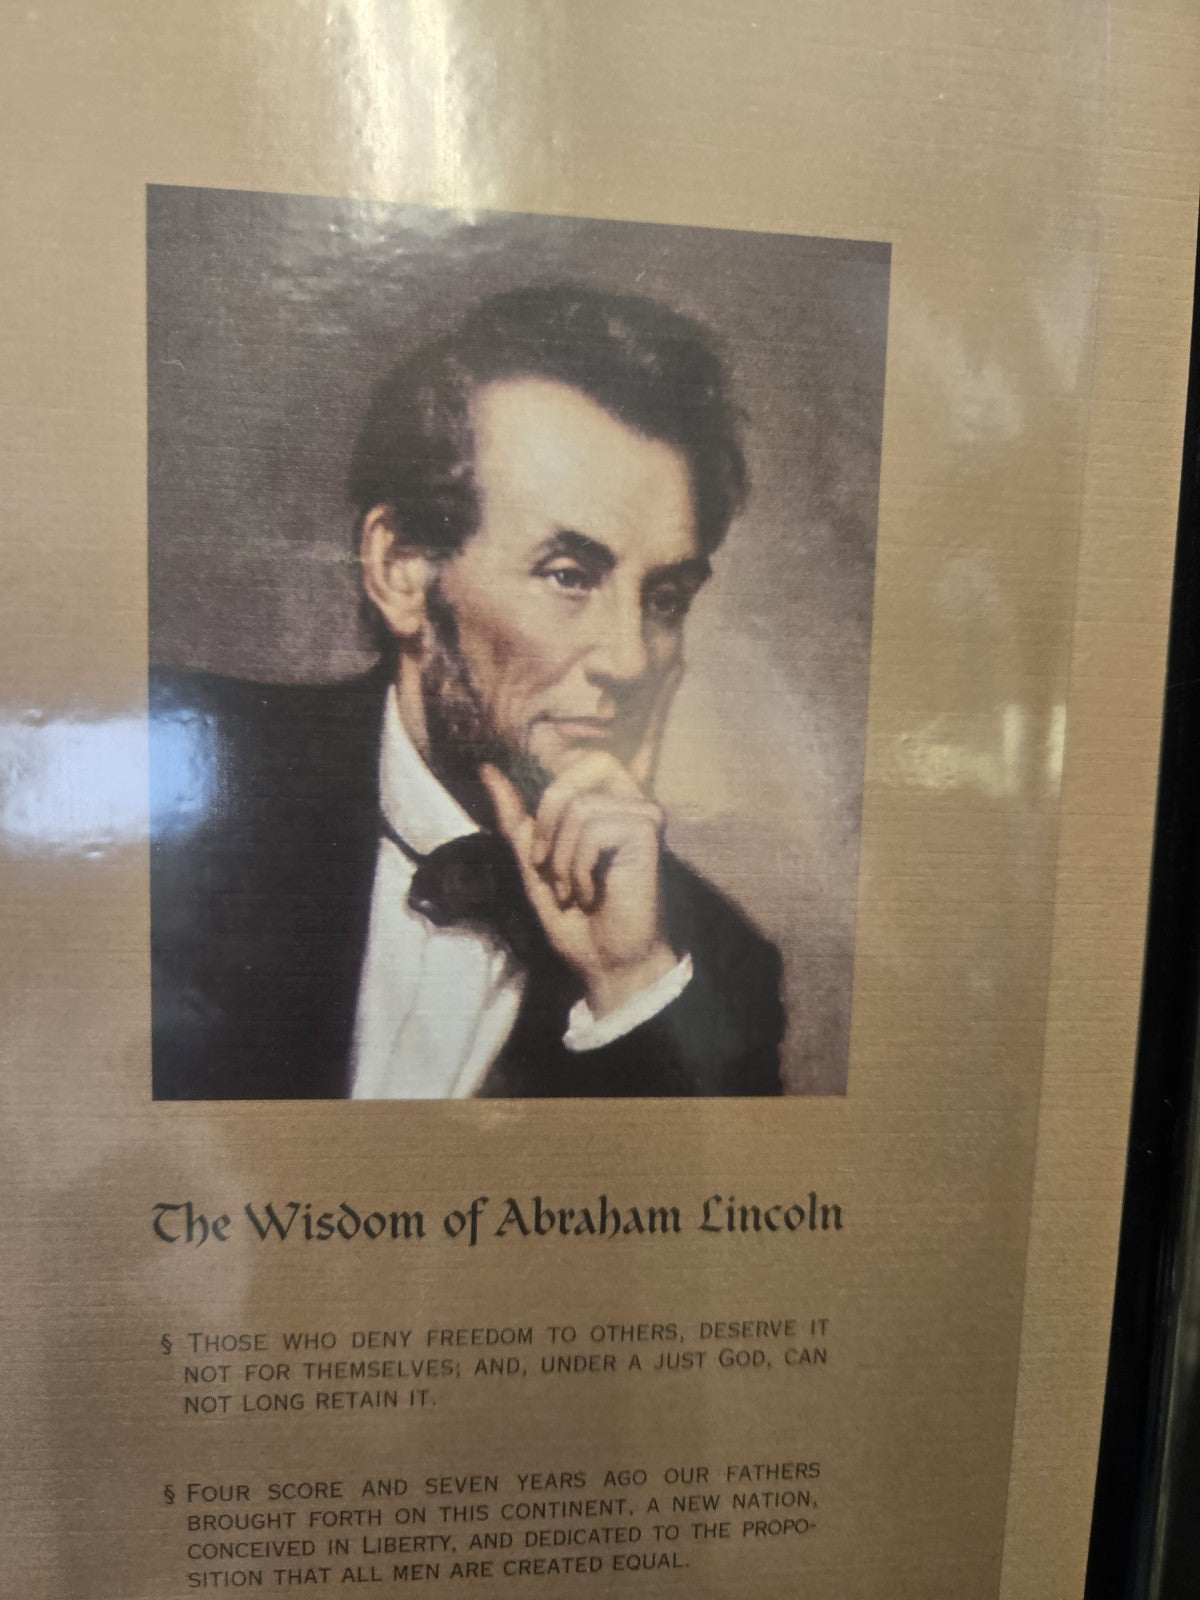 The Wisdom of Abraham Lincoln
§ THOSE WHO DENY FREEDOM TO OTHERS, DESERVE IT
NOT FOR THEMSELVES; AND, UNDER A JUST GOD, CAN
NOT LONG RETAIN IT.
§ FOUR SCORE AND SEVEN YEARS AGO OUR FATHERS
BROUGHT FORTH ON THIS CONTINENT, A NEW NATION,
CONCEIVED IN LIBERTY, AND DEDICATED TO THE PROPO-
SITION THAT ALL MEN ARE CREATED EQUAL.